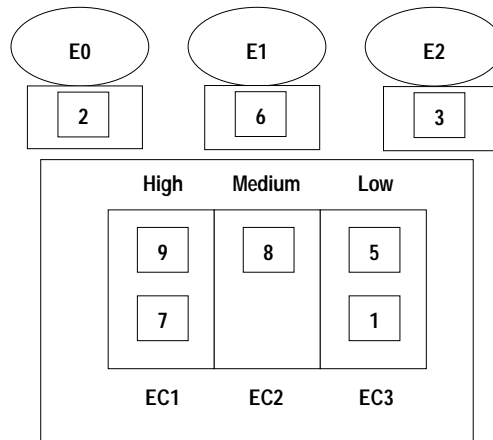 E0 E1 E2
2 6 3
High Medium Low
9 8 5
7 1
EC1 EC2 EC3